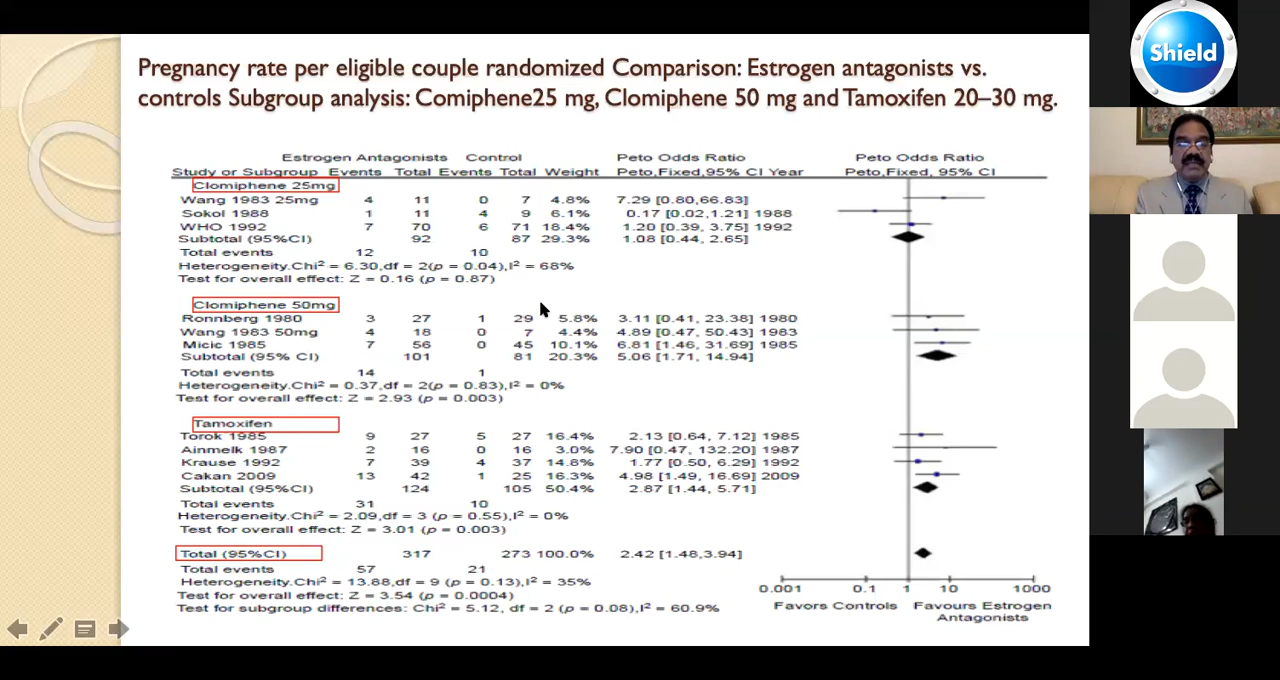 Pregnancy rate per eligible couple randomized Comparison: Estrogen antagonists vs.
controls Subgroup analysis: Comiphene25 mg, Clomiphene 50 mg and Tamoxifen 20–30 mg.
Shield
Estrogen Antagonists Control Peto Odds Ratio Peto Odds Ratio
Study or Subgroup Events Total Events Total Weight Peto,Fixed,95% CI Year Peto,Fixed, 95% CI
Clomiphene 25mg
Wang 1983 25mg 4 11 0 7 4.8% 7.29 [0.80,66.83]
Sokol 1988 1 11 4 9 6.1% 0.17 [0.02,1.21] 1988
WHO 1992 7 70 6 71 18.4% 1.20 [0.39, 3.75] 1992
Subtotal (95%CI) 92 87 29.3% 1.08 [0.44, 2.65]
Total events 12 10
Heterogeneity.Chi² = 6.30,df = 2(p = 0.04),I² = 68%
Test for overall effect: Z = 0.16 (p = 0.87)
Clomiphene 50mg
Ronnberg 1980 3 27 1 29 5.8% 3.11 [0.41, 23.38] 1980
Wang 1983 50mg 4 18 0 7 4.4% 4.89 [0.47, 50.43] 1983
Micic 1985 7 56 0 45 10.1% 6.81 [1.46, 31.69] 1985
Subtotal (95% CI) 101 81 20.3% 5.06 [1.71, 14.94]
Total events 14 1
Heterogeneity.Chi² = 0.37,df = 2(p = 0.83),I² = 0%
Test for overall effect: Z = 2.93 (p = 0.003)
Tamoxifen
Torok 1985 9 27 5 27 16.4% 2.13 [0.64, 7.12] 1985
Ainmelk 1987 2 16 0 16 3.0% 7.90 [0.47, 132.20] 1987
Krause 1992 7 39 4 37 14.8% 1.77 [0.50, 6.29] 1992
Cakan 2009 13 42 1 25 16.3% 4.98 [1.49, 16.69] 2009
Subtotal (95%CI) 124 105 50.4% 2.87 [1.44, 5.71]
Total events 31 10
Heterogeneity.Chi² = 2.09,df = 3 (p = 0.55),I² = 0%
Test for overall effect: Z = 3.01 (p = 0.003)
Total (95%CI) 317 273 100.0% 2.42 [1.48,3.94]
Total events 57 21
Heterogeneity.Chi² = 13.88,df = 9 (p = 0.13),I² = 35%
Test for overall effect: Z = 3.54 (p = 0.0004)
Test for subgroup differences: Chi² = 5.12, df = 2 (p = 0.08),I² = 60.9%
0.001 0.1 1 10 1000
Favors Controls Favours Estrogen
Antagonists